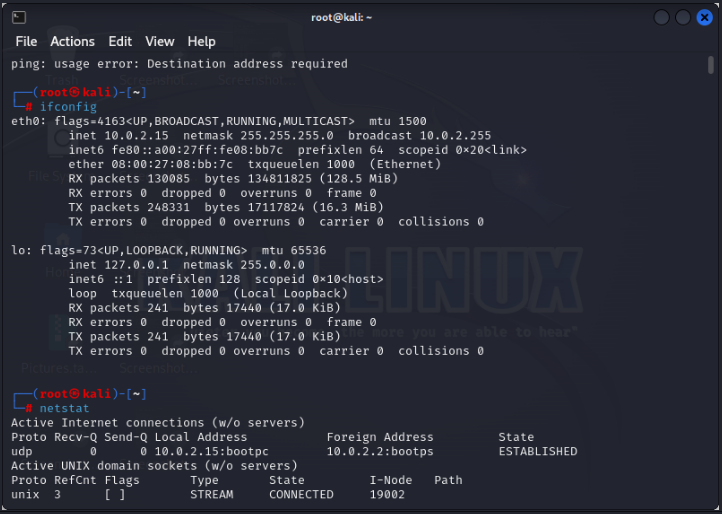 root@kali: ~
File Actions Edit View Help
ping: usage error: Destination address required
┌──(root㉿kali)-[~]
└─# ifconfig
eth0: flags=4163<UP,BROADCAST,RUNNING,MULTICAST>  mtu 1500
        inet 10.0.2.15  netmask 255.255.255.0  broadcast 10.0.2.255
        inet6 fe80::a00:27ff:fe08:bb7c  prefixlen 64  scopeid 0×20<link>
        ether 08:00:27:08:bb:7c  txqueuelen 1000  (Ethernet)
        RX packets 130085  bytes 134811825 (128.5 MiB)
        RX errors 0  dropped 0  overruns 0  frame 0
        TX packets 248331  bytes 17117824 (16.3 MiB)
        TX errors 0  dropped 0 overruns 0  carrier 0  collisions 0
lo: flags=73<UP,LOOPBACK,RUNNING>  mtu 65536
        inet 127.0.0.1  netmask 255.0.0.0
        inet6 ::1  prefixlen 128  scopeid 0×10<host>
        loop  txqueuelen 1000  (Local Loopback)
        RX packets 241  bytes 17440 (17.0 KiB)
        RX errors 0  dropped 0  overruns 0  frame 0
        TX packets 241  bytes 17440 (17.0 KiB)
        TX errors 0  dropped 0 overruns 0  carrier 0  collisions 0
┌──(root㉿kali)-[~]
└─# netstat
Active Internet connections (w/o servers)
Proto Recv-Q Send-Q Local Address           Foreign Address         State
udp        0      0 10.0.2.15:bootpc        10.0.2.2:bootps         ESTABLISHED
Active UNIX domain sockets (w/o servers)
Proto RefCnt Flags       Type       State         I-Node   Path
unix  3      [ ]         STREAM     CONNECTED     19002